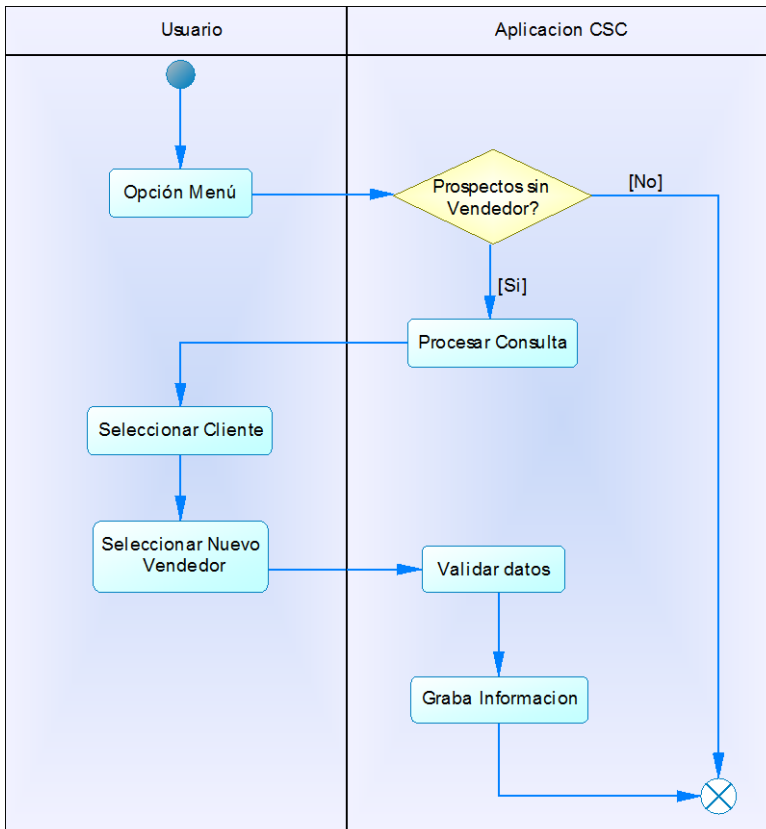 Usuario
Aplicacion CSC
Opción Menú
Prospectos sin
Vendedor?
[No]
[Si]
Procesar Consulta
Seleccionar Cliente
Seleccionar Nuevo
Vendedor
Validar datos
Graba Informacion